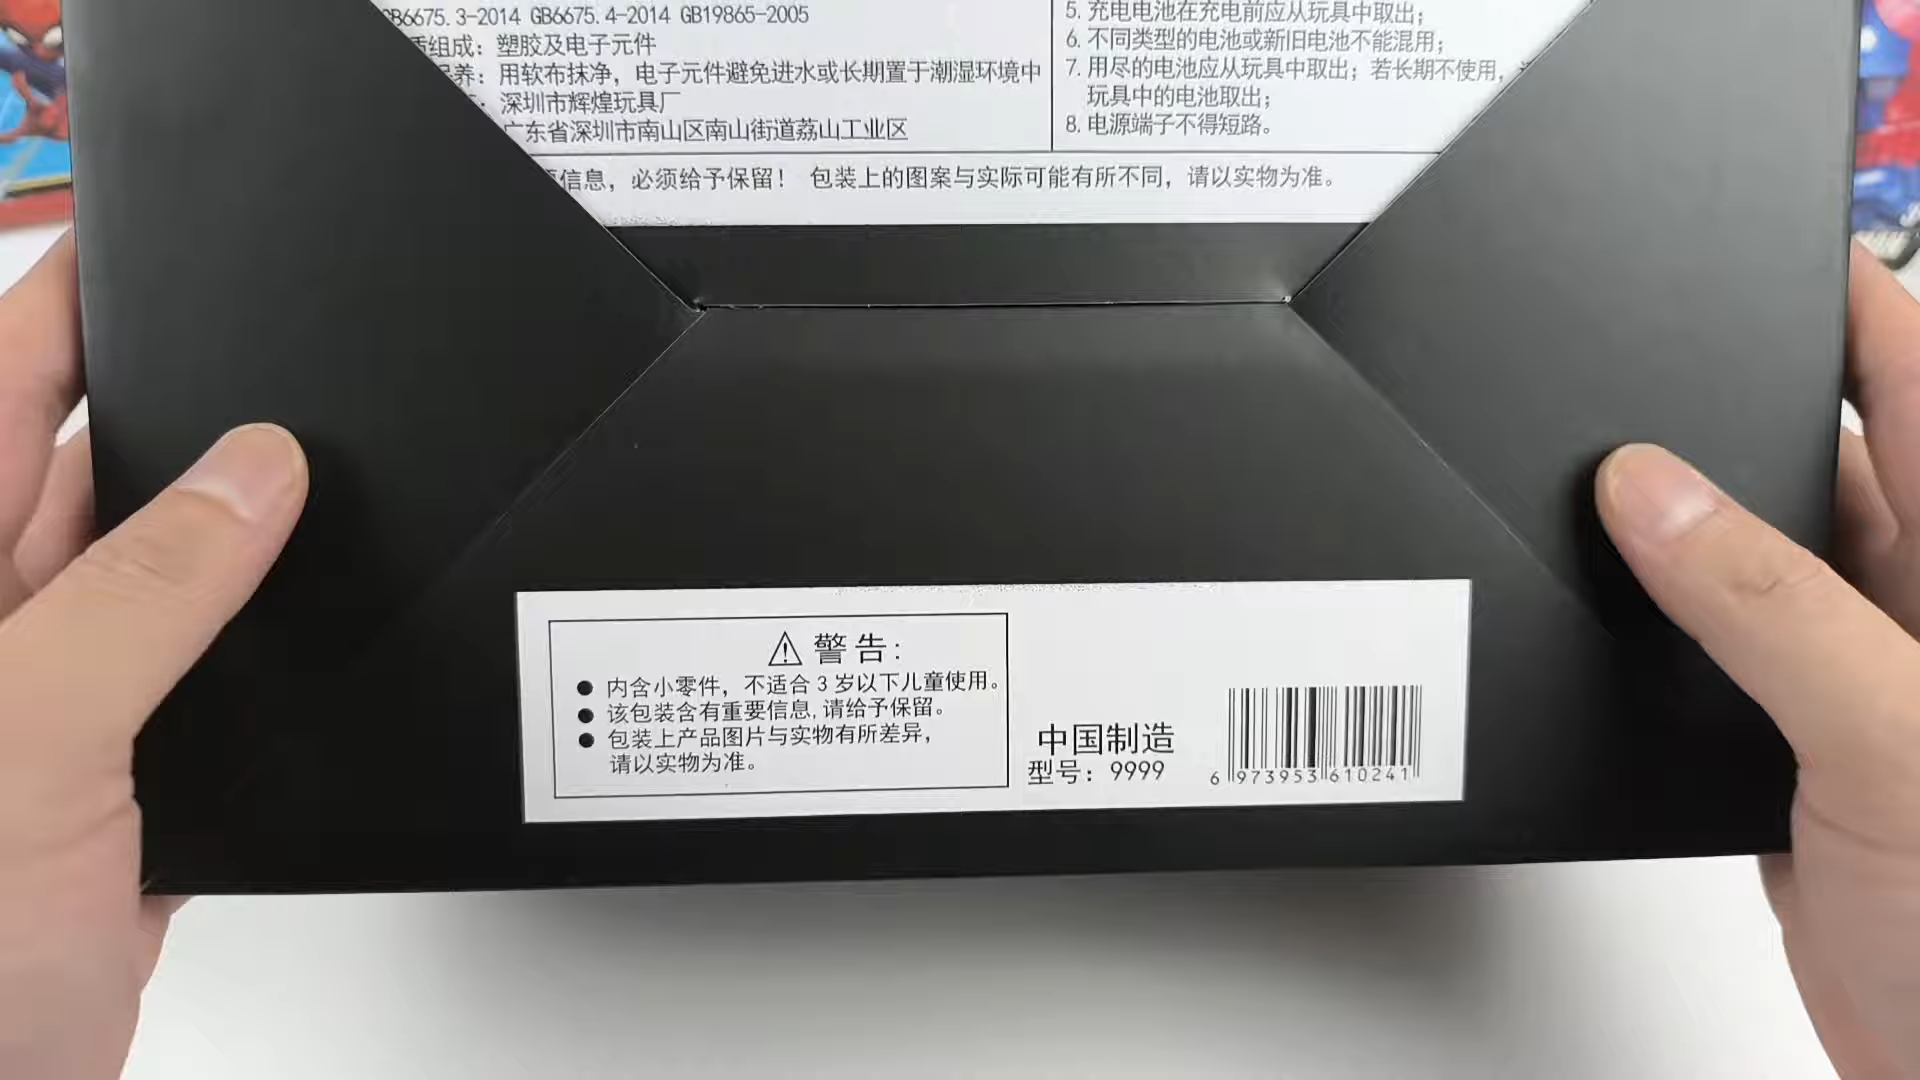 GB6675.3-2014 GB6675.4-2014 GB19865-2005
组成：塑胶及电子元件
养：用软布抹净，电子元件避免进水或长期置于潮湿环境中
：深圳市辉煌玩具厂
广东省深圳市南山区南山街道荔山工业区
5. 充电电池在充电前应从玩具中取出；
6. 不同类型的电池或新旧电池不能混用；
7. 用尽的电池应从玩具中取出；若长期不使用，
玩具中的电池取出；
8. 电源端子不得短路。
要信息，必须给予保留！ 包装上的图案与实际可能有所不同，请以实物为准。
警告：
● 内含小零件，不适合3岁以下儿童使用。
● 该包装含有重要信息,请给予保留。
● 包装上产品图片与实物有所差异，
请以实物为准。
中国制造
型号：9999
6 973953 610241